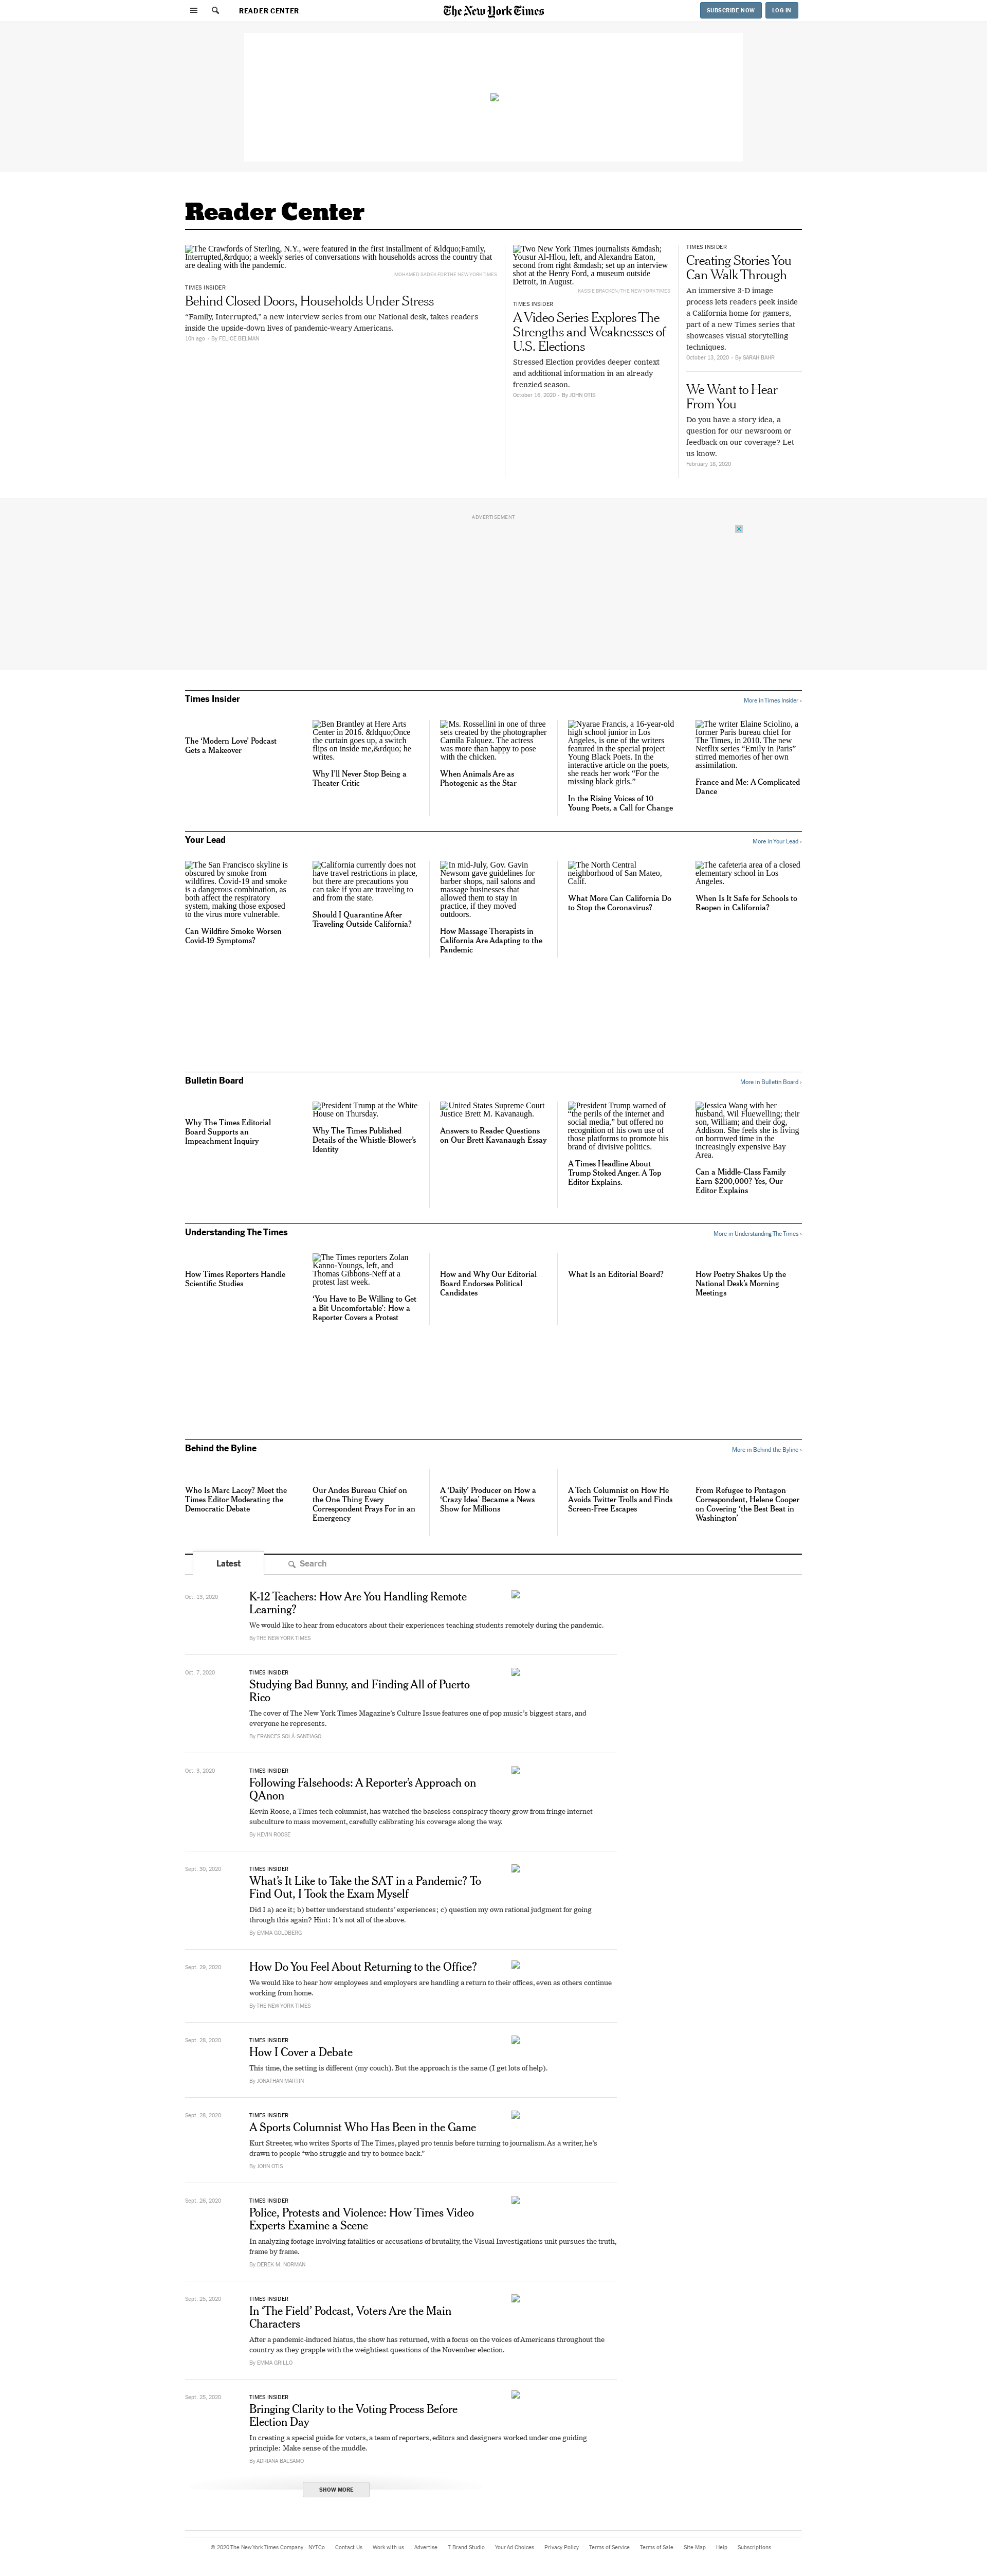 READER CENTER
The New York Times
SUBSCRIBE NOW
LOG IN
Reader Center
The Crawfords of Sterling, N.Y., were featured in the first installment of &ldquo;Family,
Interrupted,&rdquo; a weekly series of conversations with households across the country that
are dealing with the pandemic.
MOHAMED SADEK FOR THE NEW YORK TIMES
TIMES INSIDER
Behind Closed Doors, Households Under Stress
“Family, Interrupted,” a new interview series from our National desk, takes readers
inside the upside-down lives of pandemic-weary Americans.
10h ago – By FELICE BELMAN
Two New York Times journalists &mdash;
Yousur Al-Hlou, left, and Alexandra Eaton,
second from right &mdash; set up an interview
shot at the Henry Ford, a museum outside
Detroit, in August.
KASSIE BRACKEN/THE NEW YORK TIMES
TIMES INSIDER
A Video Series Explores The
Strengths and Weaknesses of
U.S. Elections
Stressed Election provides deeper context
and additional information in an already
frenzied season.
October 16, 2020 – By JOHN OTIS
TIMES INSIDER
Creating Stories You
Can Walk Through
An immersive 3-D image
process lets readers peek inside
a California home for gamers,
part of a new Times series that
showcases visual storytelling
techniques.
October 13, 2020 – By SARAH BAHR
We Want to Hear
From You
Do you have a story idea, a
question for our newsroom or
feedback on our coverage? Let
us know.
February 18, 2020
ADVERTISEMENT
Times Insider
More in Times Insider ›
The ‘Modern Love’ Podcast
Gets a Makeover
Ben Brantley at Here Arts
Center in 2016. &ldquo;Once
the curtain goes up, a switch
flips on inside me,&rdquo; he
writes.
Why I’ll Never Stop Being a
Theater Critic
Ms. Rossellini in one of three
sets created by the photographer
Camila Falquez. The actress
was more than happy to pose
with the chicken.
When Animals Are as
Photogenic as the Star
Nyarae Francis, a 16-year-old
high school junior in Los
Angeles, is one of the writers
featured in the special project
Young Black Poets. In the
interactive article on the poets,
she reads her work “For the
missing black girls.”
In the Rising Voices of 10
Young Poets, a Call for Change
The writer Elaine Sciolino, a
former Paris bureau chief for
The Times, in 2010. The new
Netflix series “Emily in Paris”
stirred memories of her own
assimilation.
France and Me: A Complicated
Dance
Your Lead
More in Your Lead ›
The San Francisco skyline is
obscured by smoke from
wildfires. Covid-19 and smoke
is a dangerous combination, as
both affect the respiratory
system, making those exposed
to the virus more vulnerable.
Can Wildfire Smoke Worsen
Covid-19 Symptoms?
California currently does not
have travel restrictions in place,
but there are precautions you
can take if you are traveling to
and from the state.
Should I Quarantine After
Traveling Outside California?
In mid-July, Gov. Gavin
Newsom gave guidelines for
barber shops, nail salons and
massage businesses that
allowed them to stay in
practice, if they moved
outdoors.
How Massage Therapists in
California Are Adapting to the
Pandemic
The North Central
neighborhood of San Mateo,
Calif.
What More Can California Do
to Stop the Coronavirus?
The cafeteria area of a closed
elementary school in Los
Angeles.
When Is It Safe for Schools to
Reopen in California?
Bulletin Board
More in Bulletin Board ›
Why The Times Editorial
Board Supports an
Impeachment Inquiry
President Trump at the White
House on Thursday.
Why The Times Published
Details of the Whistle-Blower’s
Identity
United States Supreme Court
Justice Brett M. Kavanaugh.
Answers to Reader Questions
on Our Brett Kavanaugh Essay
President Trump warned of
“the perils of the internet and
social media,” but offered no
recognition of his own use of
those platforms to promote his
brand of divisive politics.
A Times Headline About
Trump Stoked Anger. A Top
Editor Explains.
Jessica Wang with her
husband, Wil Fluewelling; their
son, William; and their dog,
Addison. She feels she is living
on borrowed time in the
increasingly expensive Bay
Area.
Can a Middle-Class Family
Earn $200,000? Yes, Our
Editor Explains
Understanding The Times
More in Understanding The Times ›
How Times Reporters Handle
Scientific Studies
The Times reporters Zolan
Kanno-Youngs, left, and
Thomas Gibbons-Neff at a
protest last week.
‘You Have to Be Willing to Get
a Bit Uncomfortable’: How a
Reporter Covers a Protest
How and Why Our Editorial
Board Endorses Political
Candidates
What Is an Editorial Board?
How Poetry Shakes Up the
National Desk’s Morning
Meetings
Behind the Byline
More in Behind the Byline ›
Who Is Marc Lacey? Meet the
Times Editor Moderating the
Democratic Debate
Our Andes Bureau Chief on
the One Thing Every
Correspondent Prays For in an
Emergency
A ‘Daily’ Producer on How a
‘Crazy Idea’ Became a News
Show for Millions
A Tech Columnist on How He
Avoids Twitter Trolls and Finds
Screen-Free Escapes
From Refugee to Pentagon
Correspondent, Helene Cooper
on Covering ‘the Best Beat in
Washington’
Latest
Search
Oct. 13, 2020
K-12 Teachers: How Are You Handling Remote
Learning?
We would like to hear from educators about their experiences teaching students remotely during the pandemic.
By THE NEW YORK TIMES
Oct. 7, 2020
TIMES INSIDER
Studying Bad Bunny, and Finding All of Puerto
Rico
The cover of The New York Times Magazine’s Culture Issue features one of pop music’s biggest stars, and
everyone he represents.
By FRANCES SOLÁ-SANTIAGO
Oct. 3, 2020
TIMES INSIDER
Following Falsehoods: A Reporter’s Approach on
QAnon
Kevin Roose, a Times tech columnist, has watched the baseless conspiracy theory grow from fringe internet
subculture to mass movement, carefully calibrating his coverage along the way.
By KEVIN ROOSE
Sept. 30, 2020
TIMES INSIDER
What’s It Like to Take the SAT in a Pandemic? To
Find Out, I Took the Exam Myself
Did I a) ace it; b) better understand students’ experiences; c) question my own rational judgment for going
through this again? Hint: It’s not all of the above.
By EMMA GOLDBERG
Sept. 29, 2020
How Do You Feel About Returning to the Office?
We would like to hear how employees and employers are handling a return to their offices, even as others continue
working from home.
By THE NEW YORK TIMES
Sept. 28, 2020
TIMES INSIDER
How I Cover a Debate
This time, the setting is different (my couch). But the approach is the same (I get lots of help).
By JONATHAN MARTIN
Sept. 28, 2020
TIMES INSIDER
A Sports Columnist Who Has Been in the Game
Kurt Streeter, who writes Sports of The Times, played pro tennis before turning to journalism. As a writer, he’s
drawn to people “who struggle and try to bounce back.”
By JOHN OTIS
Sept. 26, 2020
TIMES INSIDER
Police, Protests and Violence: How Times Video
Experts Examine a Scene
In analyzing footage involving fatalities or accusations of brutality, the Visual Investigations unit pursues the truth,
frame by frame.
By DEREK M. NORMAN
Sept. 25, 2020
TIMES INSIDER
In ‘The Field’ Podcast, Voters Are the Main
Characters
After a pandemic-induced hiatus, the show has returned, with a focus on the voices of Americans throughout the
country as they grapple with the weightiest questions of the November election.
By EMMA GRILLO
Sept. 25, 2020
TIMES INSIDER
Bringing Clarity to the Voting Process Before
Election Day
In creating a special guide for voters, a team of reporters, editors and designers worked under one guiding
principle: Make sense of the muddle.
By ADRIANA BALSAMO
SHOW MORE
© 2020 The New York Times Company NYTCo Contact Us Work with us Advertise T Brand Studio Your Ad Choices Privacy Policy Terms of Service Terms of Sale Site Map Help Subscriptions